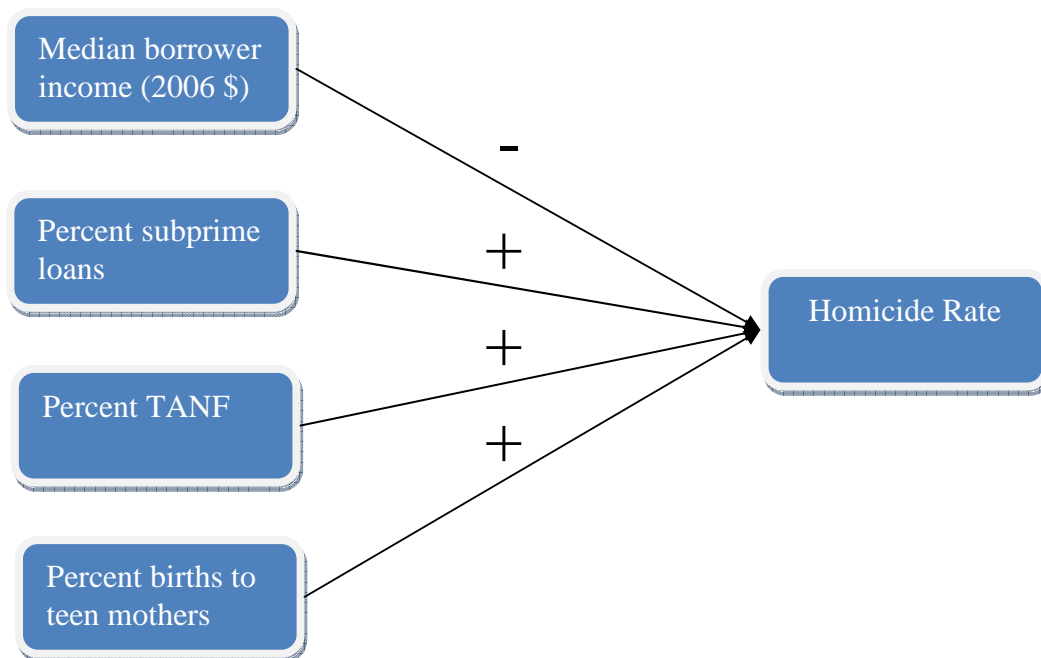 Median borrower
income (2006 $)
-
Percent subprime
loans
+
Homicide Rate
+
Percent TANF
+
Percent births to
teen mothers